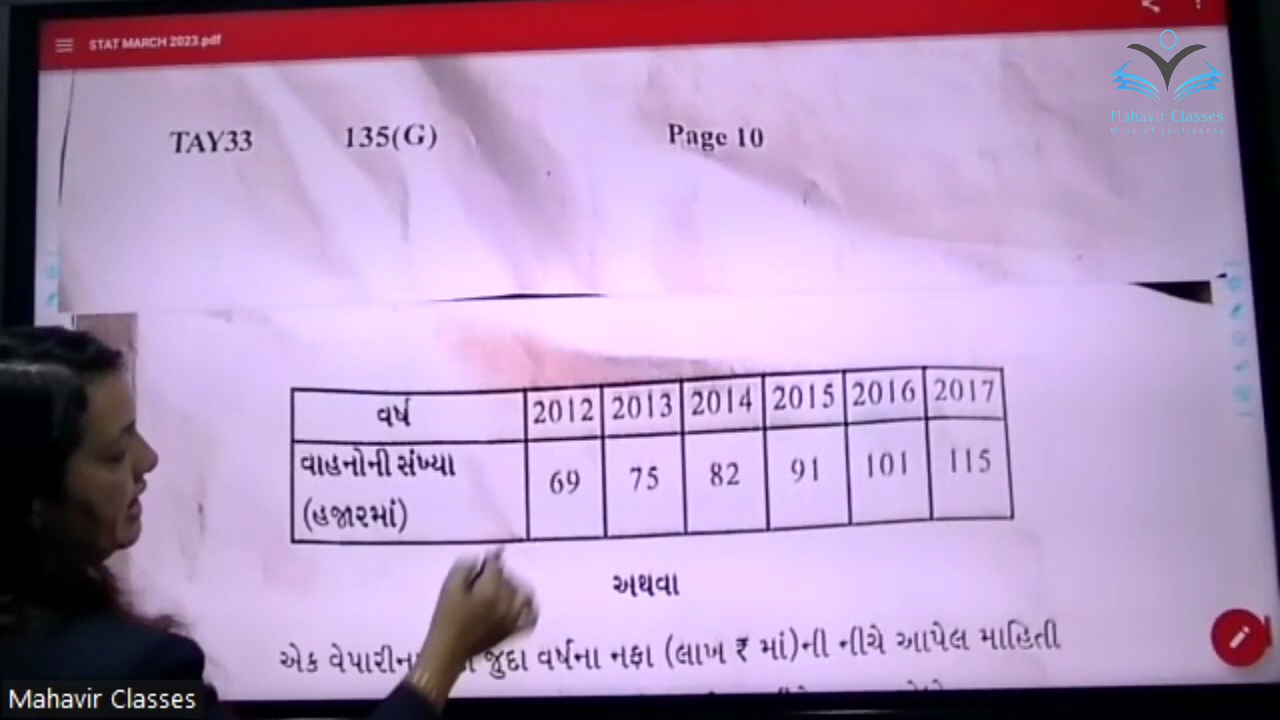 STAT MARCH 2023.pdf
Mahavir Classes
TAY33 135(G) Page 10
વર્ષ 2012 2013 2014 2015 2016 2017
વાહનોની સંખ્યા
(હજારમાં) 69 75 82 91 101 115
અથવા
એક જુદા વર્ષના નફા (લાખ ₹ માં)ની નીચે આપેલ માહિતી
Mahavir Classes